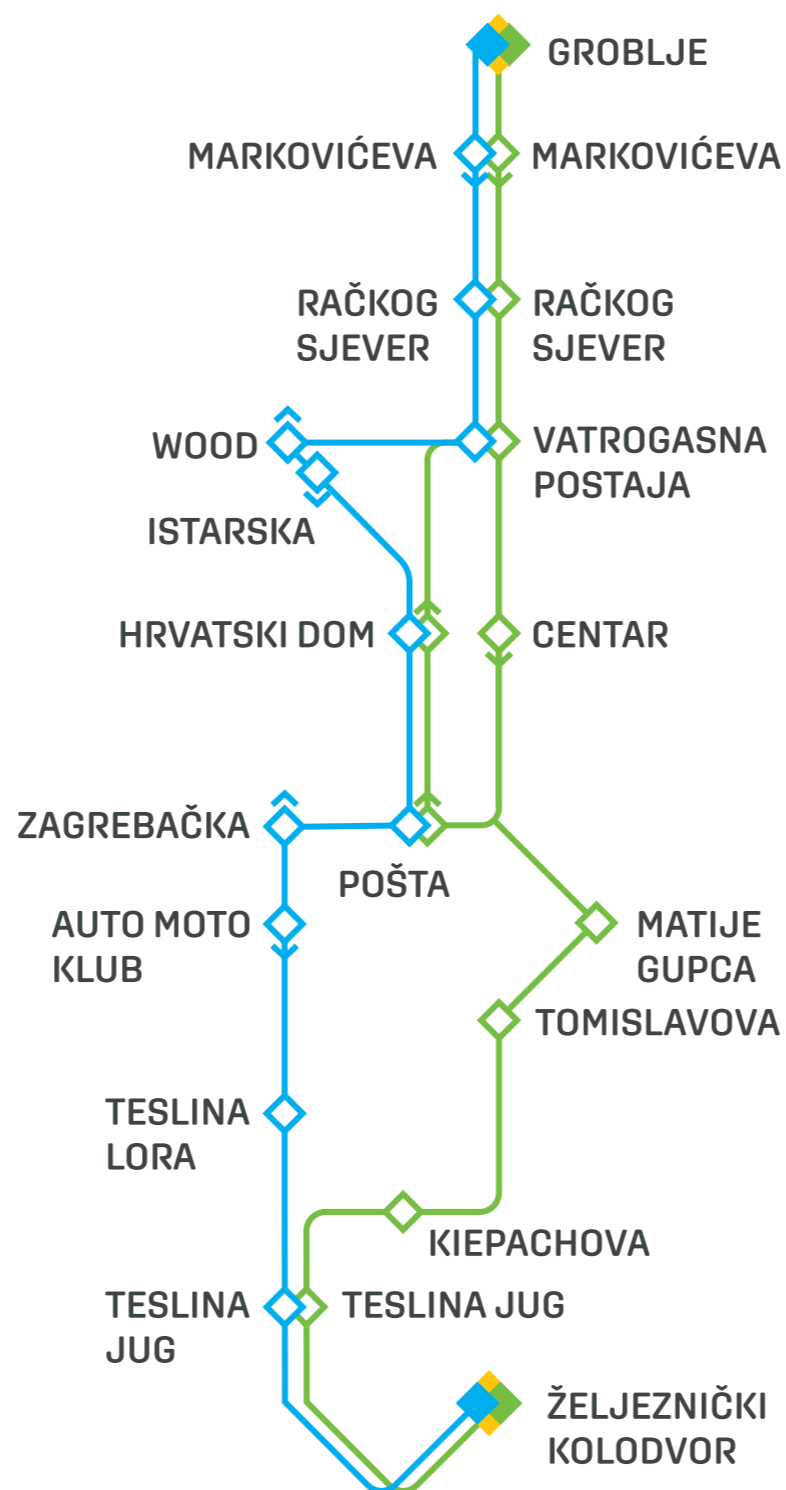 GROBLJE
MARKOVIĆEVA
MARKOVIĆEVA
RAČKOG
SJEVER
RAČKOG
SJEVER
WOOD
VATROGASNA
POSTAJA
ISTARSKA
HRVATSKI DOM
CENTAR
ZAGREBAČKA
POŠTA
AUTO MOTO
KLUB
MATIJE
GUPCA
TOMISLAVOVA
TESLINA
LORA
KIEPACHOVA
TESLINA
JUG
TESLINA JUG
ŽELJEZNIČKI
KOLODVOR